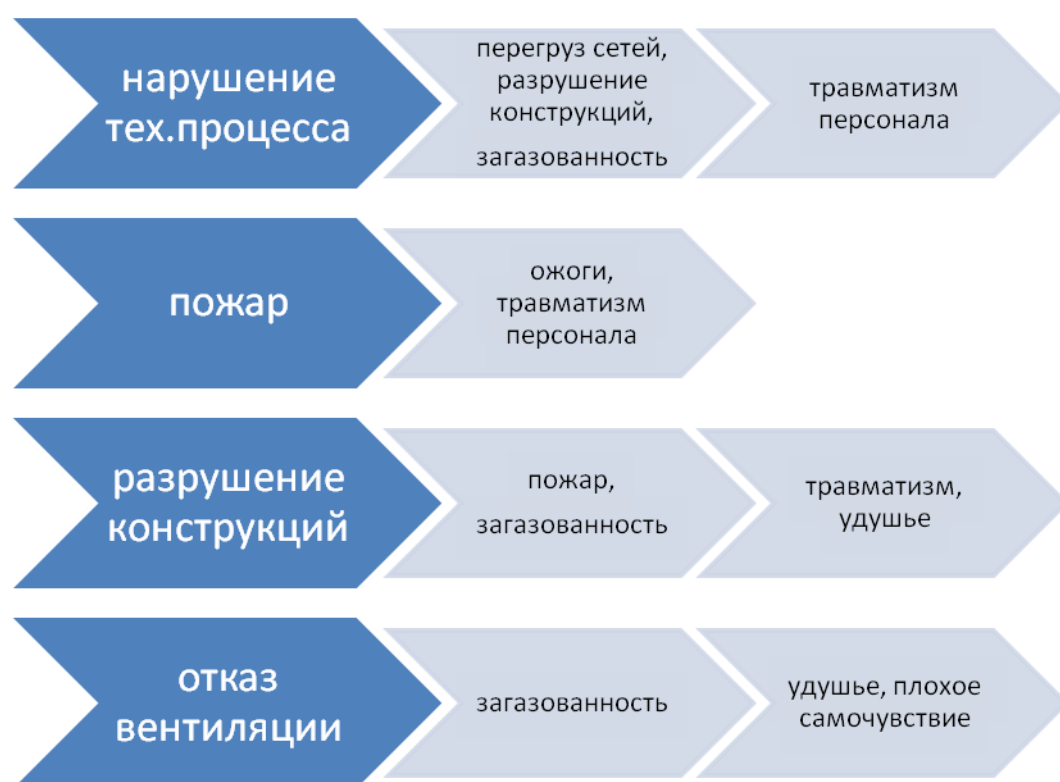 нарушение
тех.процесса
перегруз сетей,
разрушение
конструкций,
загазованность
травматизм
персонала
пожар
ожоги,
травматизм
персонала
разрушение
конструкций
пожар,
загазованность
травматизм,
удушье
отказ
вентиляции
загазованность
удушье, плохое
самочувствие